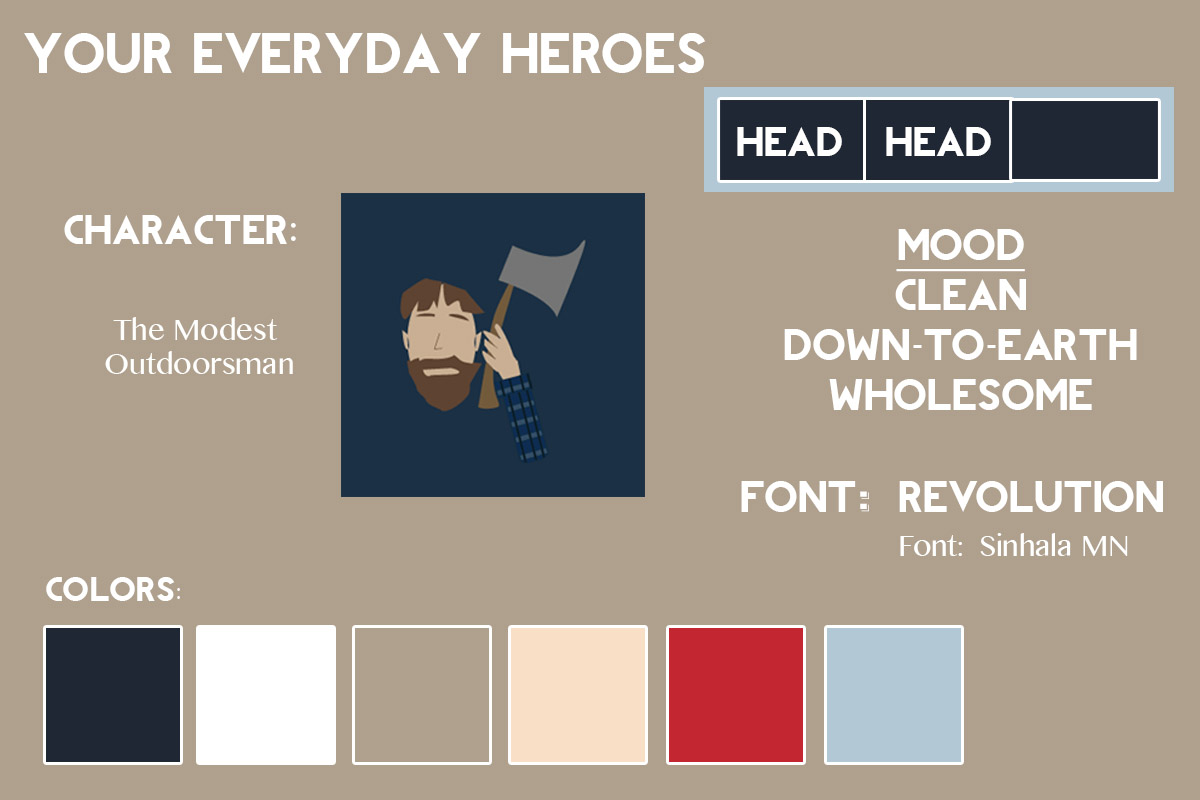 YOUR EVERYDAY HEROES
HEAD HEAD
CHARACTER:
The Modest
Outdoorsman
MOOD
CLEAN
DOWN-TO-EARTH
WHOLESOME
FONT: REVOLUTION
Font: Sinhala MN
COLORS: